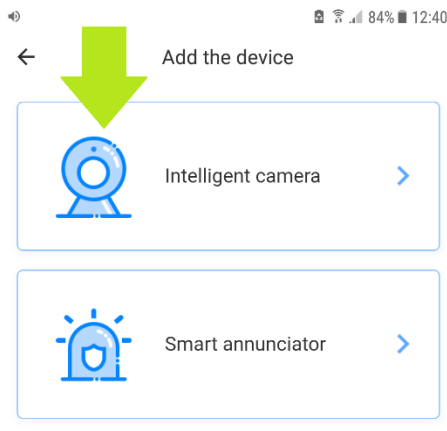 84% 12:40
Add the device
Intelligent camera
Smart annunciator